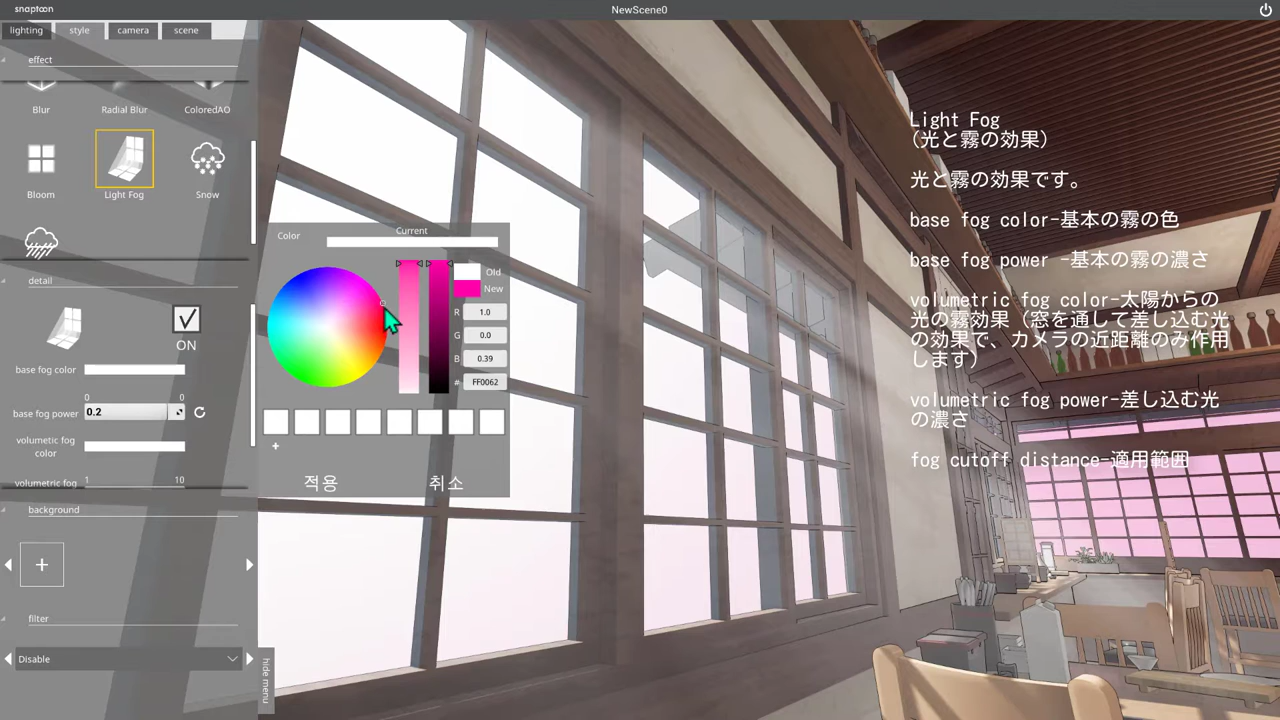 snaptoon
NewScene0
lighting
style
camera
scene
effect
Blur
Radial Blur
ColoredAO
Bloom
Light Fog
Snow
detail
ON
base fog color
0 0
base fog power
0.2
volumetic fog
color
volumetric fog
1 10
background
+
filter
Disable
hide menu
Color
Current
Old
New
R 1.0
G 0.0
B 0.39
# FF0062
+
적용
취소
Light Fog
（光と霧の効果）
光と霧の効果です。
base fog color-基本の霧の色
base fog power -基本の霧の濃さ
volumetric fog color-太陽からの
光の霧効果（窓を通して差し込む光
の効果で、カメラの近距離のみ作用
します）
volumetric fog power-差し込む光
の濃さ
fog cutoff distance-適用範囲